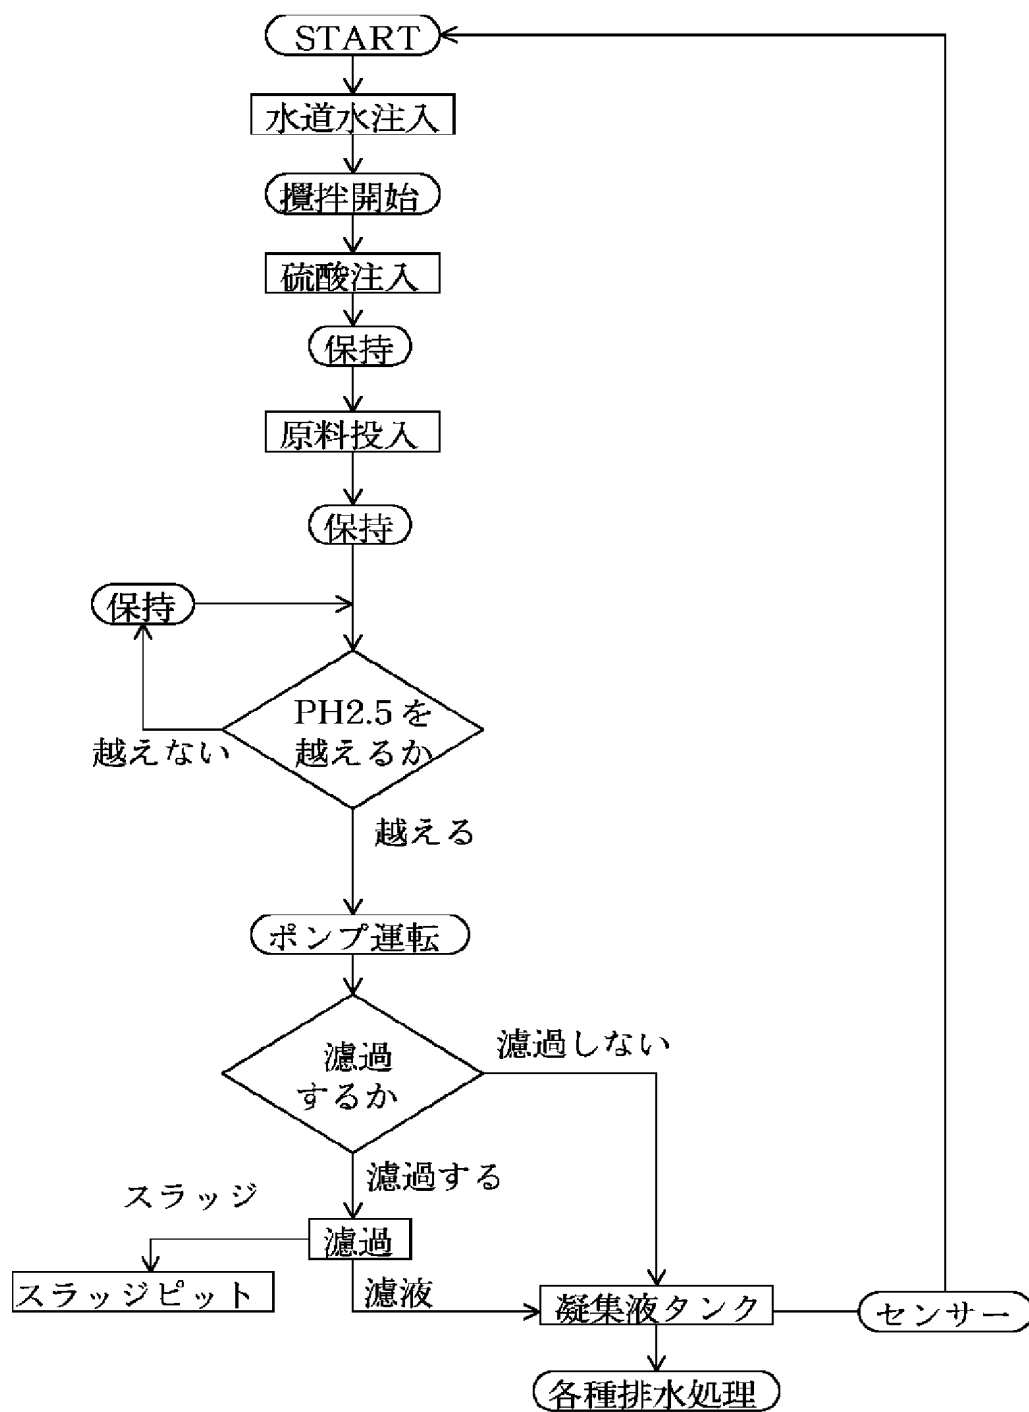 START
水道水注入
攪拌開始
硫酸注入
保持
原料投入
保持
保持
PH2.5を
越えるか
越えない
越える
ポンプ運転
濾過
するか
濾過しない
濾過する
スラッジ
濾過
スラッジピット
濾液
凝集液タンク
センサー
各種排水処理